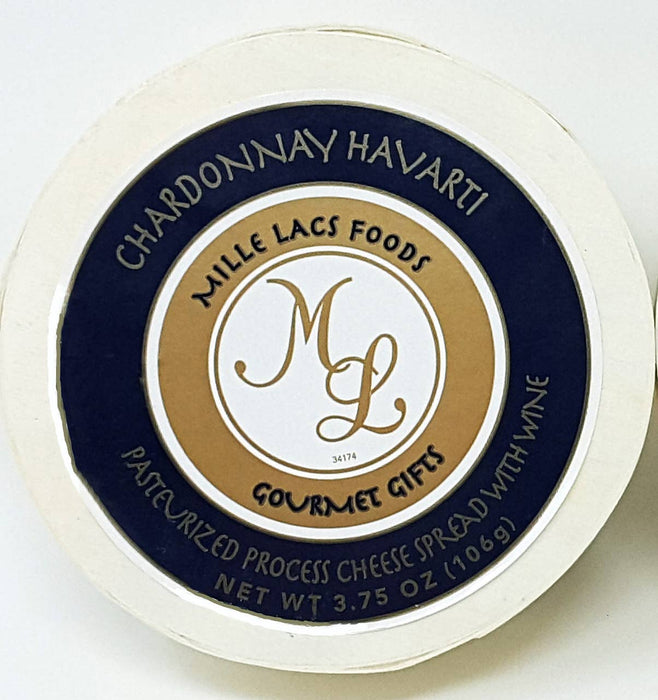 CHARDONNAY HAVARTI
MILLE LACS FOODS
ML
34174
GOURMET GIFTS
PASTEURIZED PROCESS CHEESE SPREAD WITH WINE
NET WT 3.75 OZ (106g)